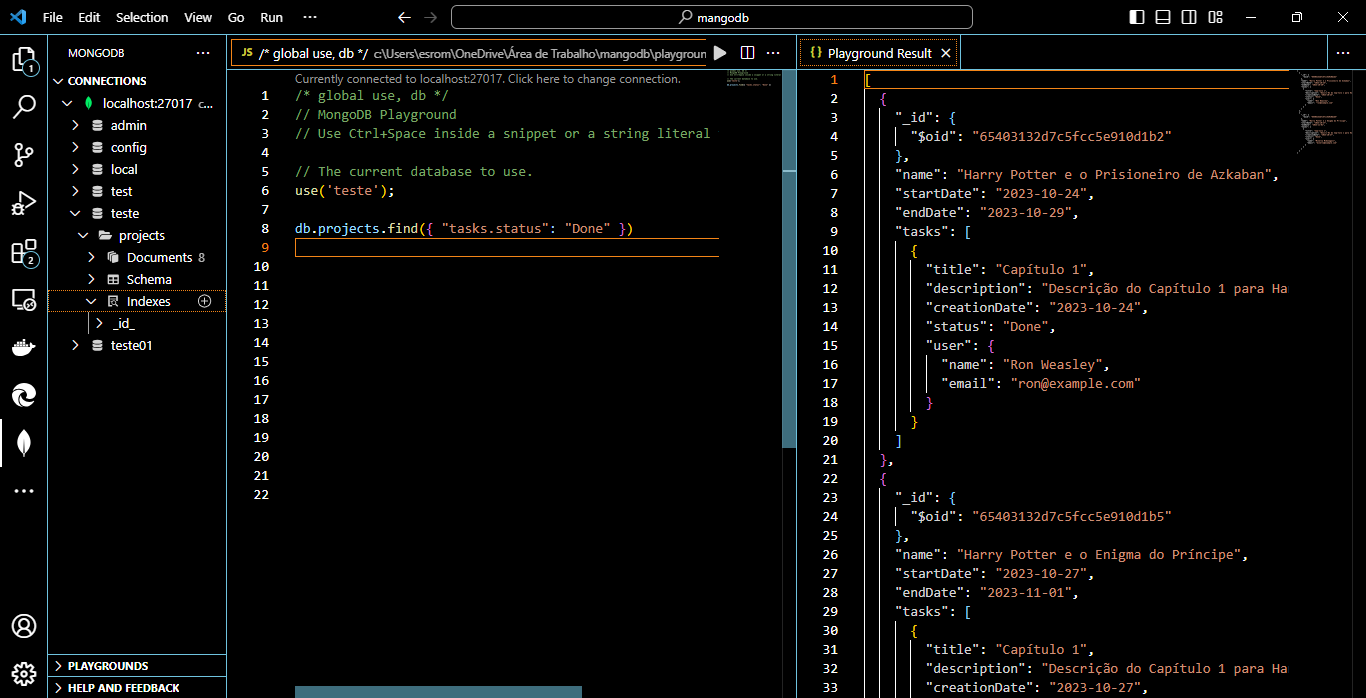 File Edit Selection View Go Run ··· mangodb
MONGODB ···
CONNECTIONS
localhost:27017 c...
admin
config
local
test
teste
projects
Documents 8
Schema
Indexes
_id_
teste01
PLAYGROUNDS
HELP AND FEEDBACK
1
2
JS /* global use, db */ c:\Users\esrom\OneDrive\Área de Trabalho\mangodb\playgroun
Currently connected to localhost:27017. Click here to change connection.
1 /* global use, db */
2 // MongoDB Playground
3 // Use Ctrl+Space inside a snippet or a string literal
4
5 // The current database to use.
6 use('teste');
7
8 db.projects.find({ "tasks.status": "Done" })
9
10
11
12
13
14
15
16
17
18
19
20
21
22
{} Playground Result
1 [
2 {
3 "_id": {
4 "$oid": "65403132d7c5fcc5e910d1b2"
5 },
6 "name": "Harry Potter e o Prisioneiro de Azkaban",
7 "startDate": "2023-10-24",
8 "endDate": "2023-10-29",
9 "tasks": [
10 {
11 "title": "Capítulo 1",
12 "description": "Descrição do Capítulo 1 para Ha
13 "creationDate": "2023-10-24",
14 "status": "Done",
15 "user": {
16 "name": "Ron Weasley",
17 "email": "ron@example.com"
18 }
19 }
20 ]
21 },
22 {
23 "_id": {
24 "$oid": "65403132d7c5fcc5e910d1b5"
25 },
26 "name": "Harry Potter e o Enigma do Príncipe",
27 "startDate": "2023-10-27",
28 "endDate": "2023-11-01",
29 "tasks": [
30 {
31 "title": "Capítulo 1",
32 "description": "Descrição do Capítulo 1 para Ha
33 "creationDate": "2023-10-27",